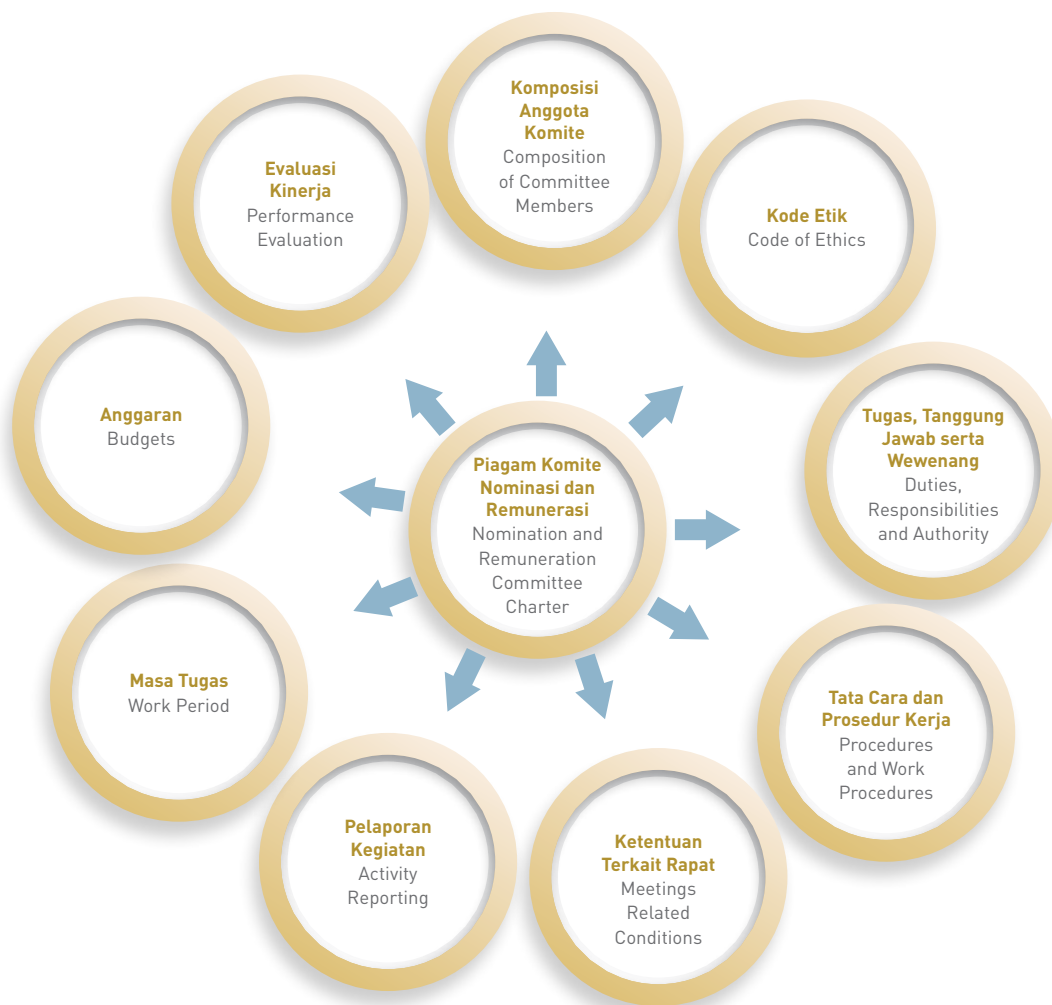 Komposisi
Anggota
Komite
Composition
of Committee
Members
Kode Etik
Code of Ethics
Tugas, Tanggung
Jawab serta
Wewenang
Duties,
Responsibilities
and Authority
Tata Cara dan
Prosedur Kerja
Procedures
and Work
Procedures
Ketentuan
Terkait Rapat
Meetings
Related
Conditions
Pelaporan
Kegiatan
Activity
Reporting
Masa Tugas
Work Period
Anggaran
Budgets
Evaluasi
Kinerja
Performance
Evaluation
Piagam Komite
Nominasi dan
Remunerasi
Nomination and
Remuneration
Committee
Charter